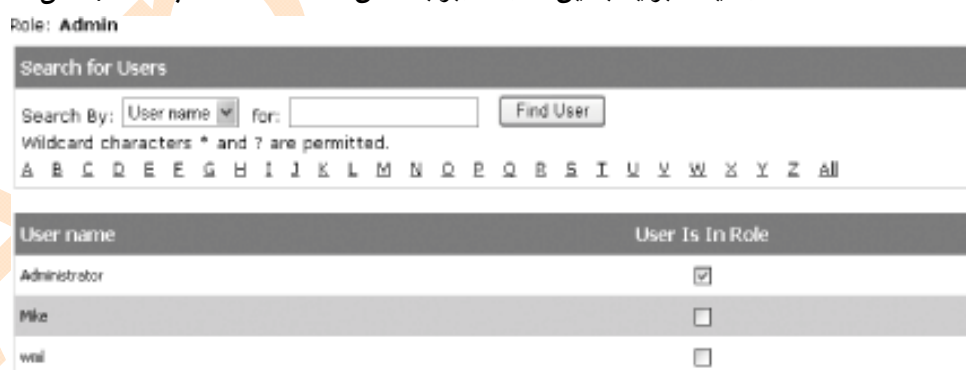 Role: Admin
Search for Users
Search By: User name for: Find User
Wildcard characters * and ? are permitted.
A B C D E F G H I J K L M N O P Q R S T U V W X Y Z All
User name User Is In Role
Administrator
Mike